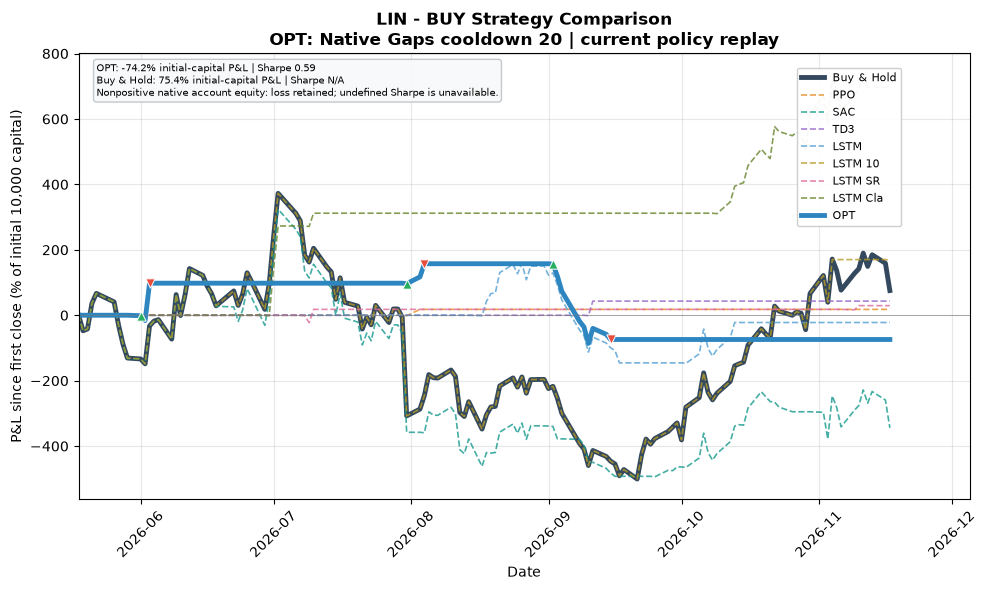 LIN - BUY Strategy Comparison
OPT: Native Gaps cooldown 20 | current policy replay
OPT: -74.2% initial-capital P&L | Sharpe 0.59
Buy & Hold: 75.4% initial-capital P&L | Sharpe N/A
Nonpositive native account equity: loss retained; undefined Sharpe is unavailable.
Buy & Hold
PPO
SAC
TD3
LSTM
LSTM 10
LSTM SR
LSTM Cla
OPT
P&L since first close (% of initial 10,000 capital)
800
600
400
200
0
−200
−400
2026-06
2026-07
2026-08
2026-09
2026-10
2026-11
2026-12
Date